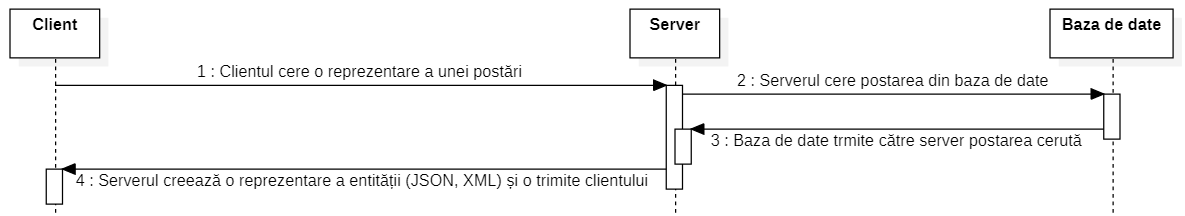 Client
Server
Baza de date
1 : Clientul cere o reprezentare a unei postări
2 : Serverul cere postarea din baza de date
3 : Baza de date trmite către server postarea cerută
4 : Serverul creează o reprezentare a entității (JSON, XML) și o trimite clientului